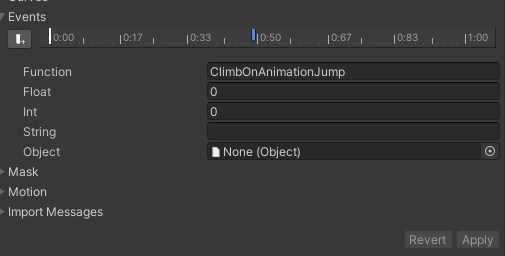 Events
0:00 0:17 0:33 0:50 0:67 0:83 1:00
Function ClimbOnAnimationJump
Float 0
Int 0
String
Object None (Object)
Mask
Motion
Import Messages
Revert Apply